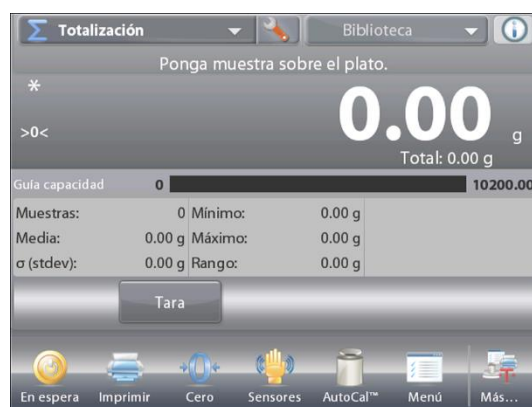 Σ Totalización Biblioteca
Ponga muestra sobre el plato.
*
>0< 0.00 g
Total: 0.00 g
Guía capacidad 0 10200.00
Muestras: 0 Mínimo: 0.00 g
Media: 0.00 g Máximo: 0.00 g
σ (stdev): 0.00 g Rango: 0.00 g
Tara
En espera Imprimir Cero Sensores AutoCal™ Menú Más...